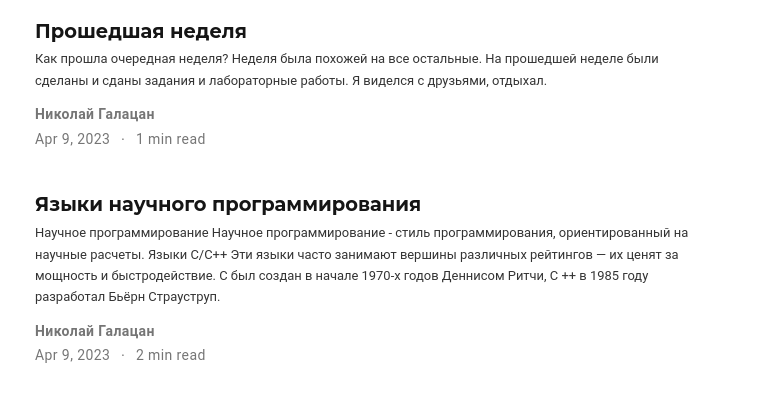 Прошедшая неделя
Как прошла очередная неделя? Неделя была похожей на все остальные. На прошедшей неделе были
сделаны и сданы задания и лабораторные работы. Я виделся с друзьями, отдыхал.
Николай Галацан
Apr 9, 2023 · 1 min read
Языки научного программирования
Научное программирование Научное программирование - стиль программирования, ориентированный на
научные расчеты. Языки C/C++ Эти языки часто занимают вершины различных рейтингов — их ценят за
мощность и быстродействие. C был создан в начале 1970-х годов Деннисом Ритчи, C ++ в 1985 году
разработал Бьёрн Страуструп.
Николай Галацан
Apr 9, 2023 · 2 min read